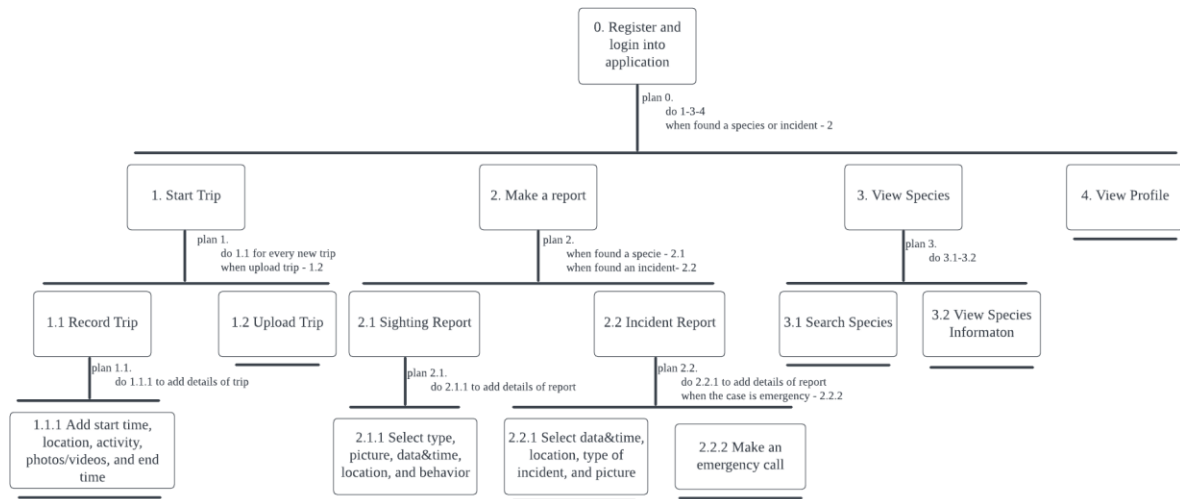 0. Register and
login into
application
plan 0.
do 1-3-4
when found a species or incident - 2
1. Start Trip
2. Make a report
3. View Species
4. View Profile
plan 1.
do 1.1 for every new trip
when upload trip - 1.2
plan 2.
when found a specie - 2.1
when found an incident- 2.2
plan 3.
do 3.1-3.2
1.1 Record Trip
1.2 Upload Trip
2.1 Sighting Report
2.2 Incident Report
3.1 Search Species
3.2 View Species
Informaton
plan 1.1.
do 1.1.1 to add details of trip
plan 2.1.
do 2.1.1 to add details of report
plan 2.2.
do 2.2.1 to add details of report
when the case is emergency - 2.2.2
1.1.1 Add start time,
location, activity,
photos/videos, and end
time
2.1.1 Select type,
picture, data&time,
location, and behavior
2.2.1 Select data&time,
location, type of
incident, and picture
2.2.2 Make an
emergency call